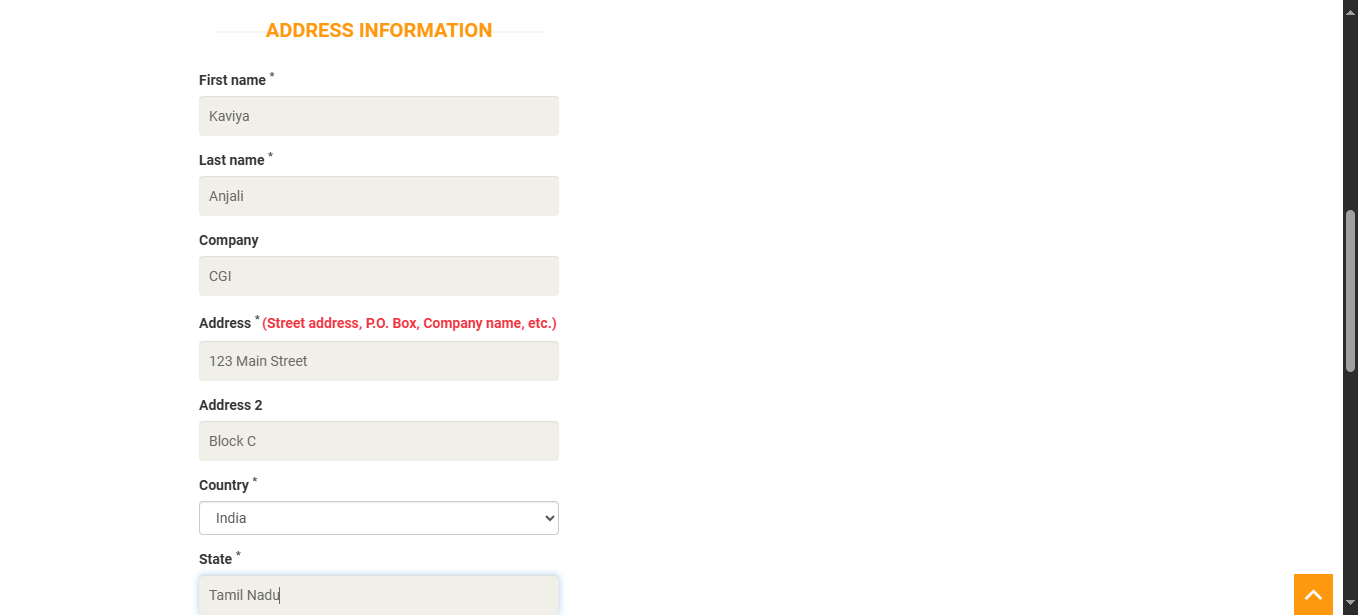 ADDRESS INFORMATION
First name *
Kaviya
Last name *
Anjali
Company
CGI
Address * (Street address, P.O. Box, Company name, etc.)
123 Main Street
Address 2
Block C
Country *
India
State *
Tamil Nadu